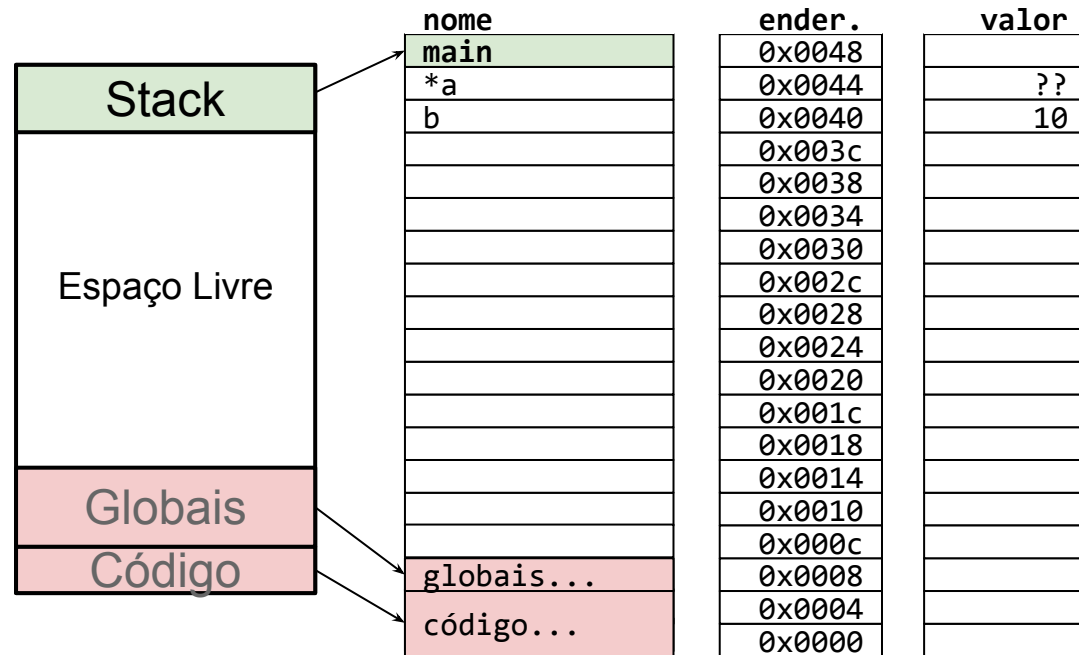 nome ender. valor
main 0x0048
Stack *a 0x0044 ??
b 0x0040 10
0x003c
0x0038
0x0034
0x0030
Espaço Livre 0x002c
0x0028
0x0024
0x0020
0x001c
0x0018
0x0014
Globais 0x0010
0x000c
Código globais... 0x0008
código... 0x0004
0x0000